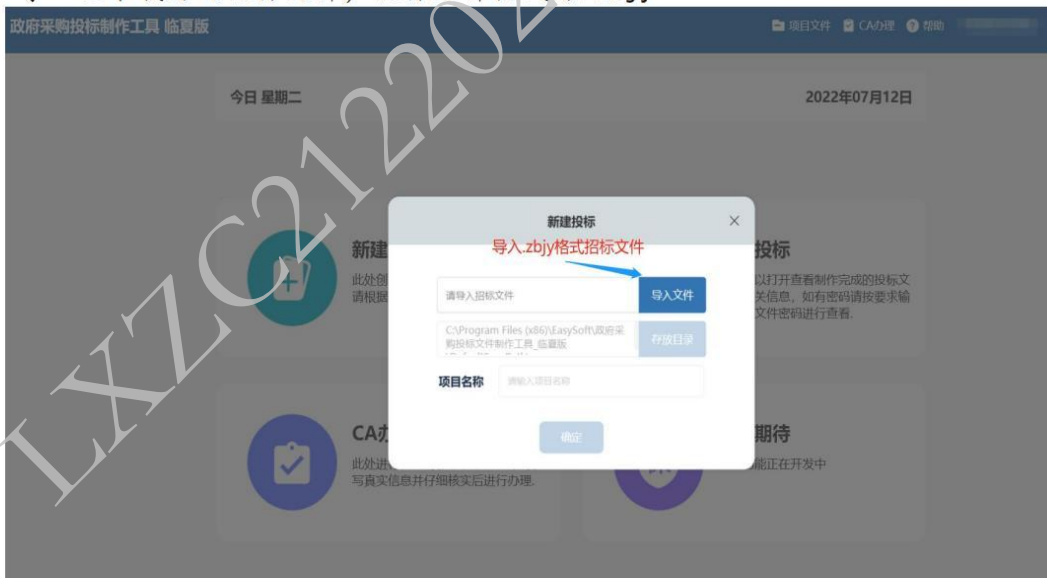 政府采购投标制作工具 临夏版
项目文件 CA办理 帮助
今日 星期二
2022年07月12日
新建投标
导入.zbjy格式招标文件
新建
投标
此处创
请根据
以打开查看制作完成的投标文
关信息，如有密码请按要求输
文件密码进行查看.
请导入招标文件
导入文件
C:\Program Files (x86)\EasySoft\政府采
购投标文件制作工具_临夏版
存放目录
项目名称
请输入项目名称
确定
CA办
期待
此处进
写真实信息并仔细核实后进行办理.
能正在开发中
LXZC212202